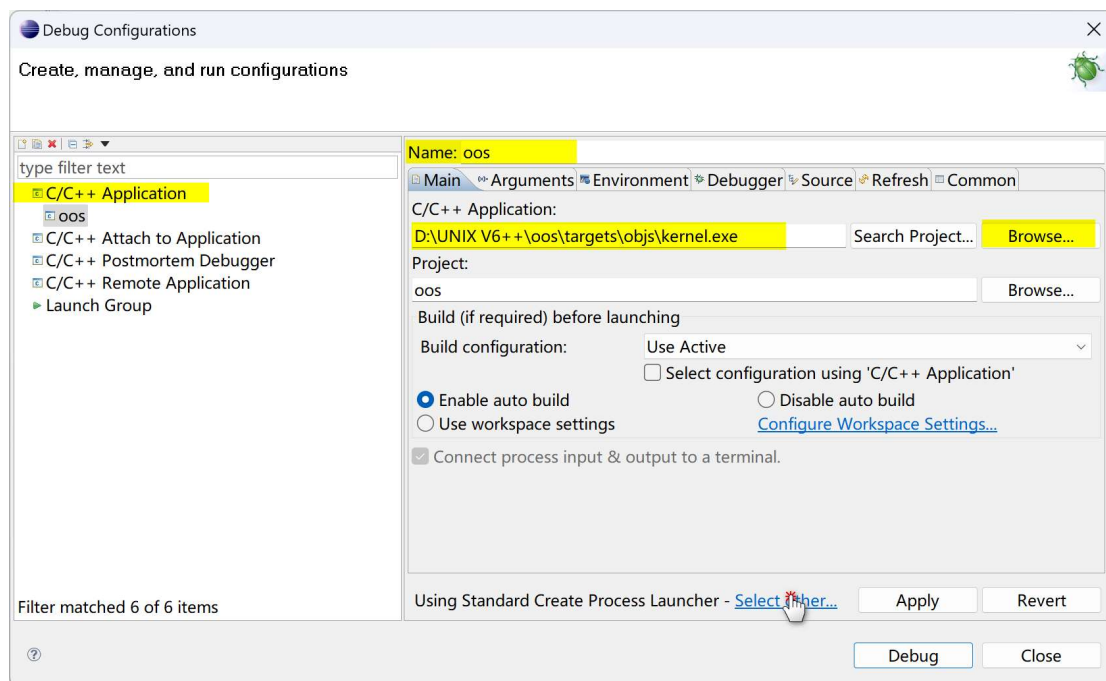 Debug Configurations
Create, manage, and run configurations
type filter text
C/C++ Application
oos
C/C++ Attach to Application
C/C++ Postmortem Debugger
C/C++ Remote Application
Launch Group
Filter matched 6 of 6 items
Name: oos
Main Arguments Environment Debugger Source Refresh Common
C/C++ Application:
D:\UNIX V6++\oos\targets\objs\kernel.exe Search Project... Browse...
Project:
oos Browse...
Build (if required) before launching
Build configuration: Use Active
Select configuration using 'C/C++ Application'
Enable auto build Disable auto build
Use workspace settings Configure Workspace Settings...
Connect process input & output to a terminal.
Using Standard Create Process Launcher - Select other... Apply Revert
Debug Close